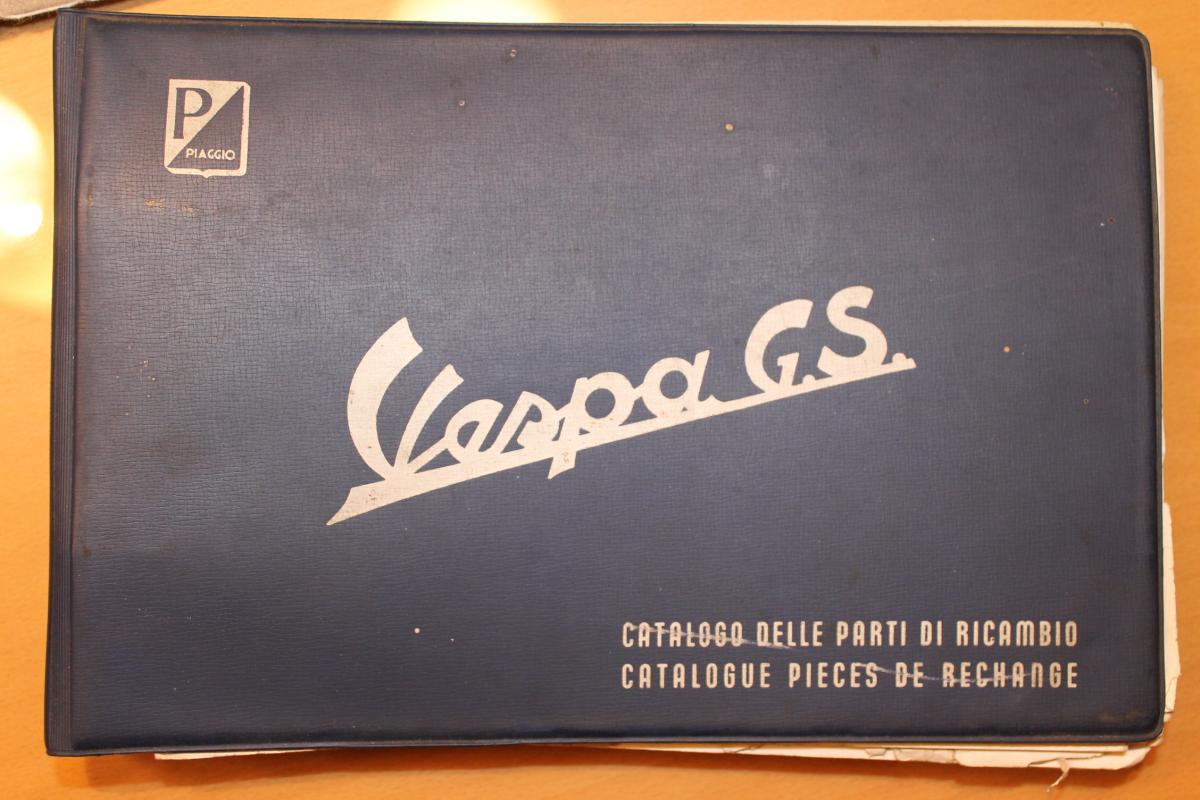 P
PIAGGIO
Vespa G.S.
CATALOGO DELLE PARTI DI RICAMBIO
CATALOGUE PIECES DE RECHANGE